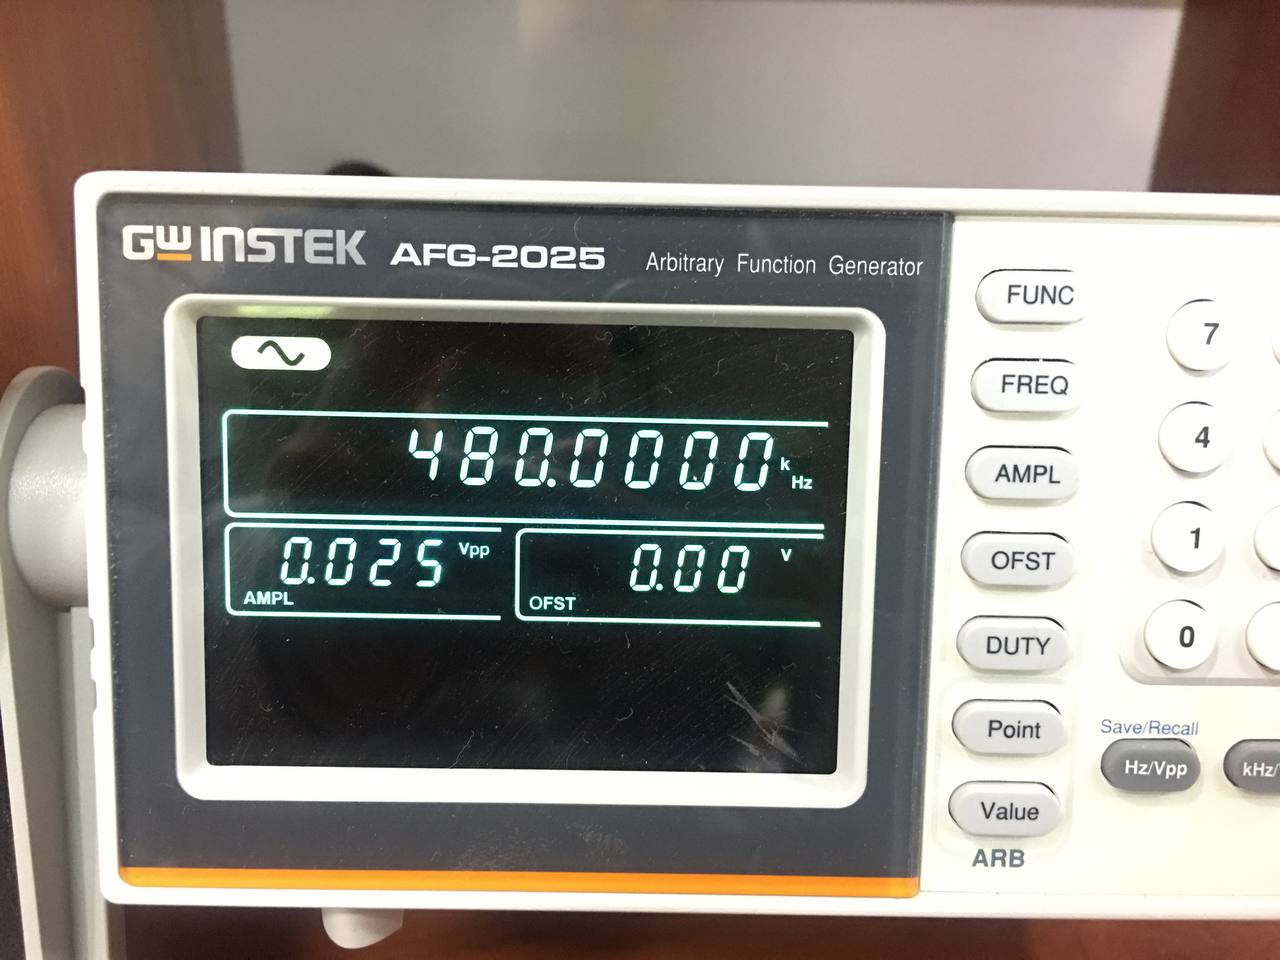 GW INSTEK AFG-2025 Arbitrary Function Generator
480.0000 k Hz
0.025 Vpp
AMPL
0.00 V
OFST
FUNC
FREQ
AMPL
OFST
DUTY
Point
Value
ARB
7
4
1
0
Save/Recall
Hz/Vpp
kHz/